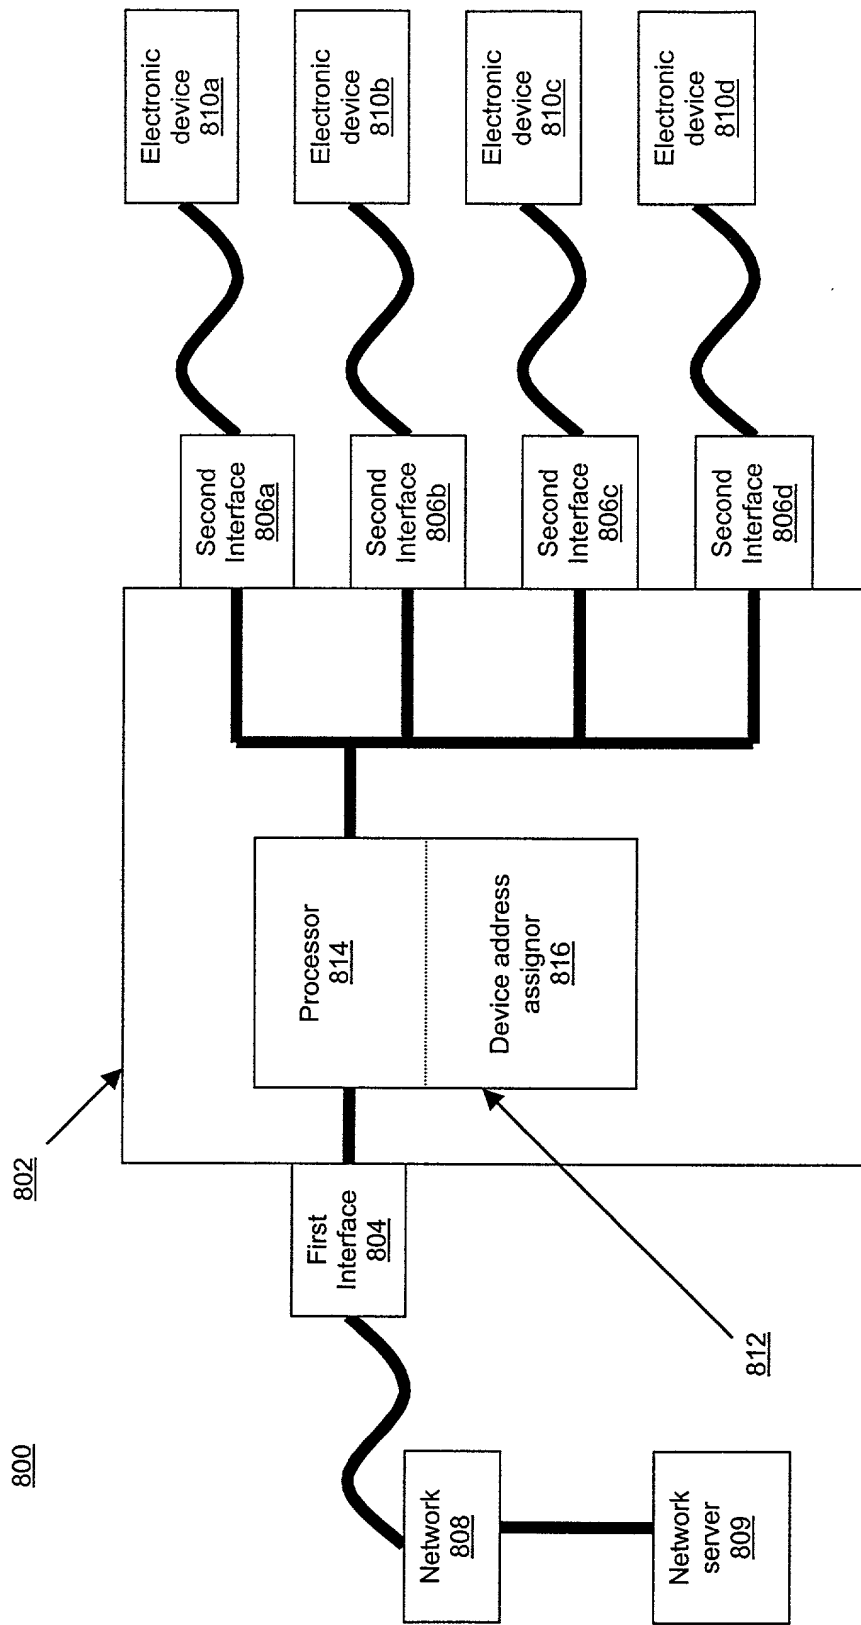 800
802
Network
808
Network
server
809
First
Interface
804
812
Processor
814
Device address
assignor
816
Second
Interface
806a
Second
Interface
806b
Second
Interface
806c
Second
Interface
806d
Electronic
device
810a
Electronic
device
810b
Electronic
device
810c
Electronic
device
810d